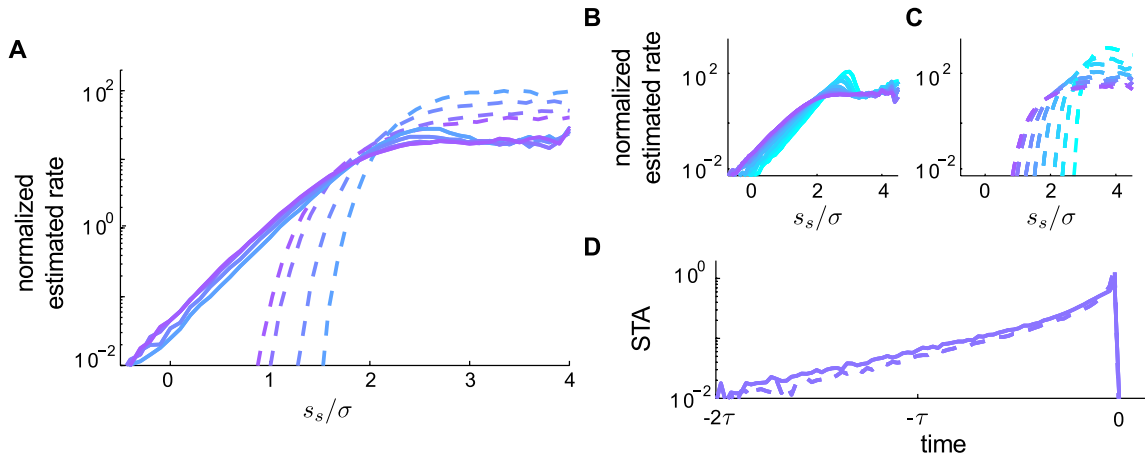 A
normalized
estimated rate
10^2
10^0
10^-2
0 1 2 3 4
s_s/σ
B
normalized
estimated rate
10^2
10^-2
0 2 4
s_s/σ
C
10^2
10^-2
0 2 4
s_s/σ
D
STA
10^0
10^-2
-2τ -τ 0
time